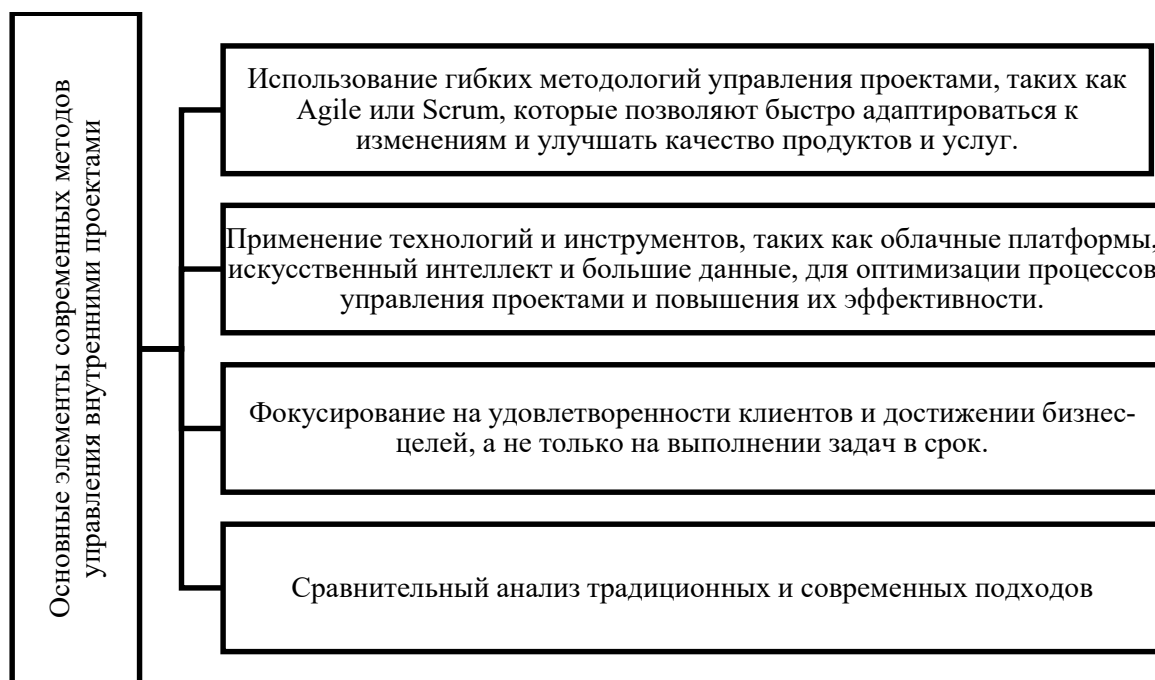 Основные элементы современных методов
управления внутренними проектами
Использование гибких методологий управления проектами, таких как
Agile или Scrum, которые позволяют быстро адаптироваться к
изменениям и улучшать качество продуктов и услуг.
Применение технологий и инструментов, таких как облачные платформы,
искусственный интеллект и большие данные, для оптимизации процессов
управления проектами и повышения их эффективности.
Фокусирование на удовлетворенности клиентов и достижении бизнес-
целей, а не только на выполнении задач в срок.
Сравнительный анализ традиционных и современных подходов